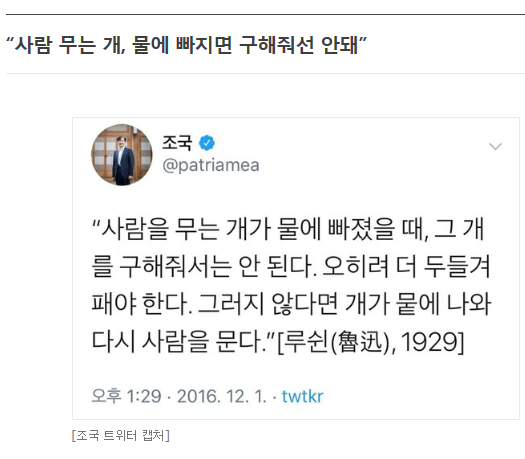 “사람 무는 개, 물에 빠지면 구해줘선 안돼”
조국
@patriamea
“사람을 무는 개가 물에 빠졌을 때, 그 개
를 구해줘서는 안 된다. 오히려 더 두들겨
패야 한다. 그러지 않다면 개가 뭍에 나와
다시 사람을 문다.”[루쉰(魯迅), 1929]
오후 1:29 · 2016. 12. 1. · twtkr
[조국 트위터 캡처]